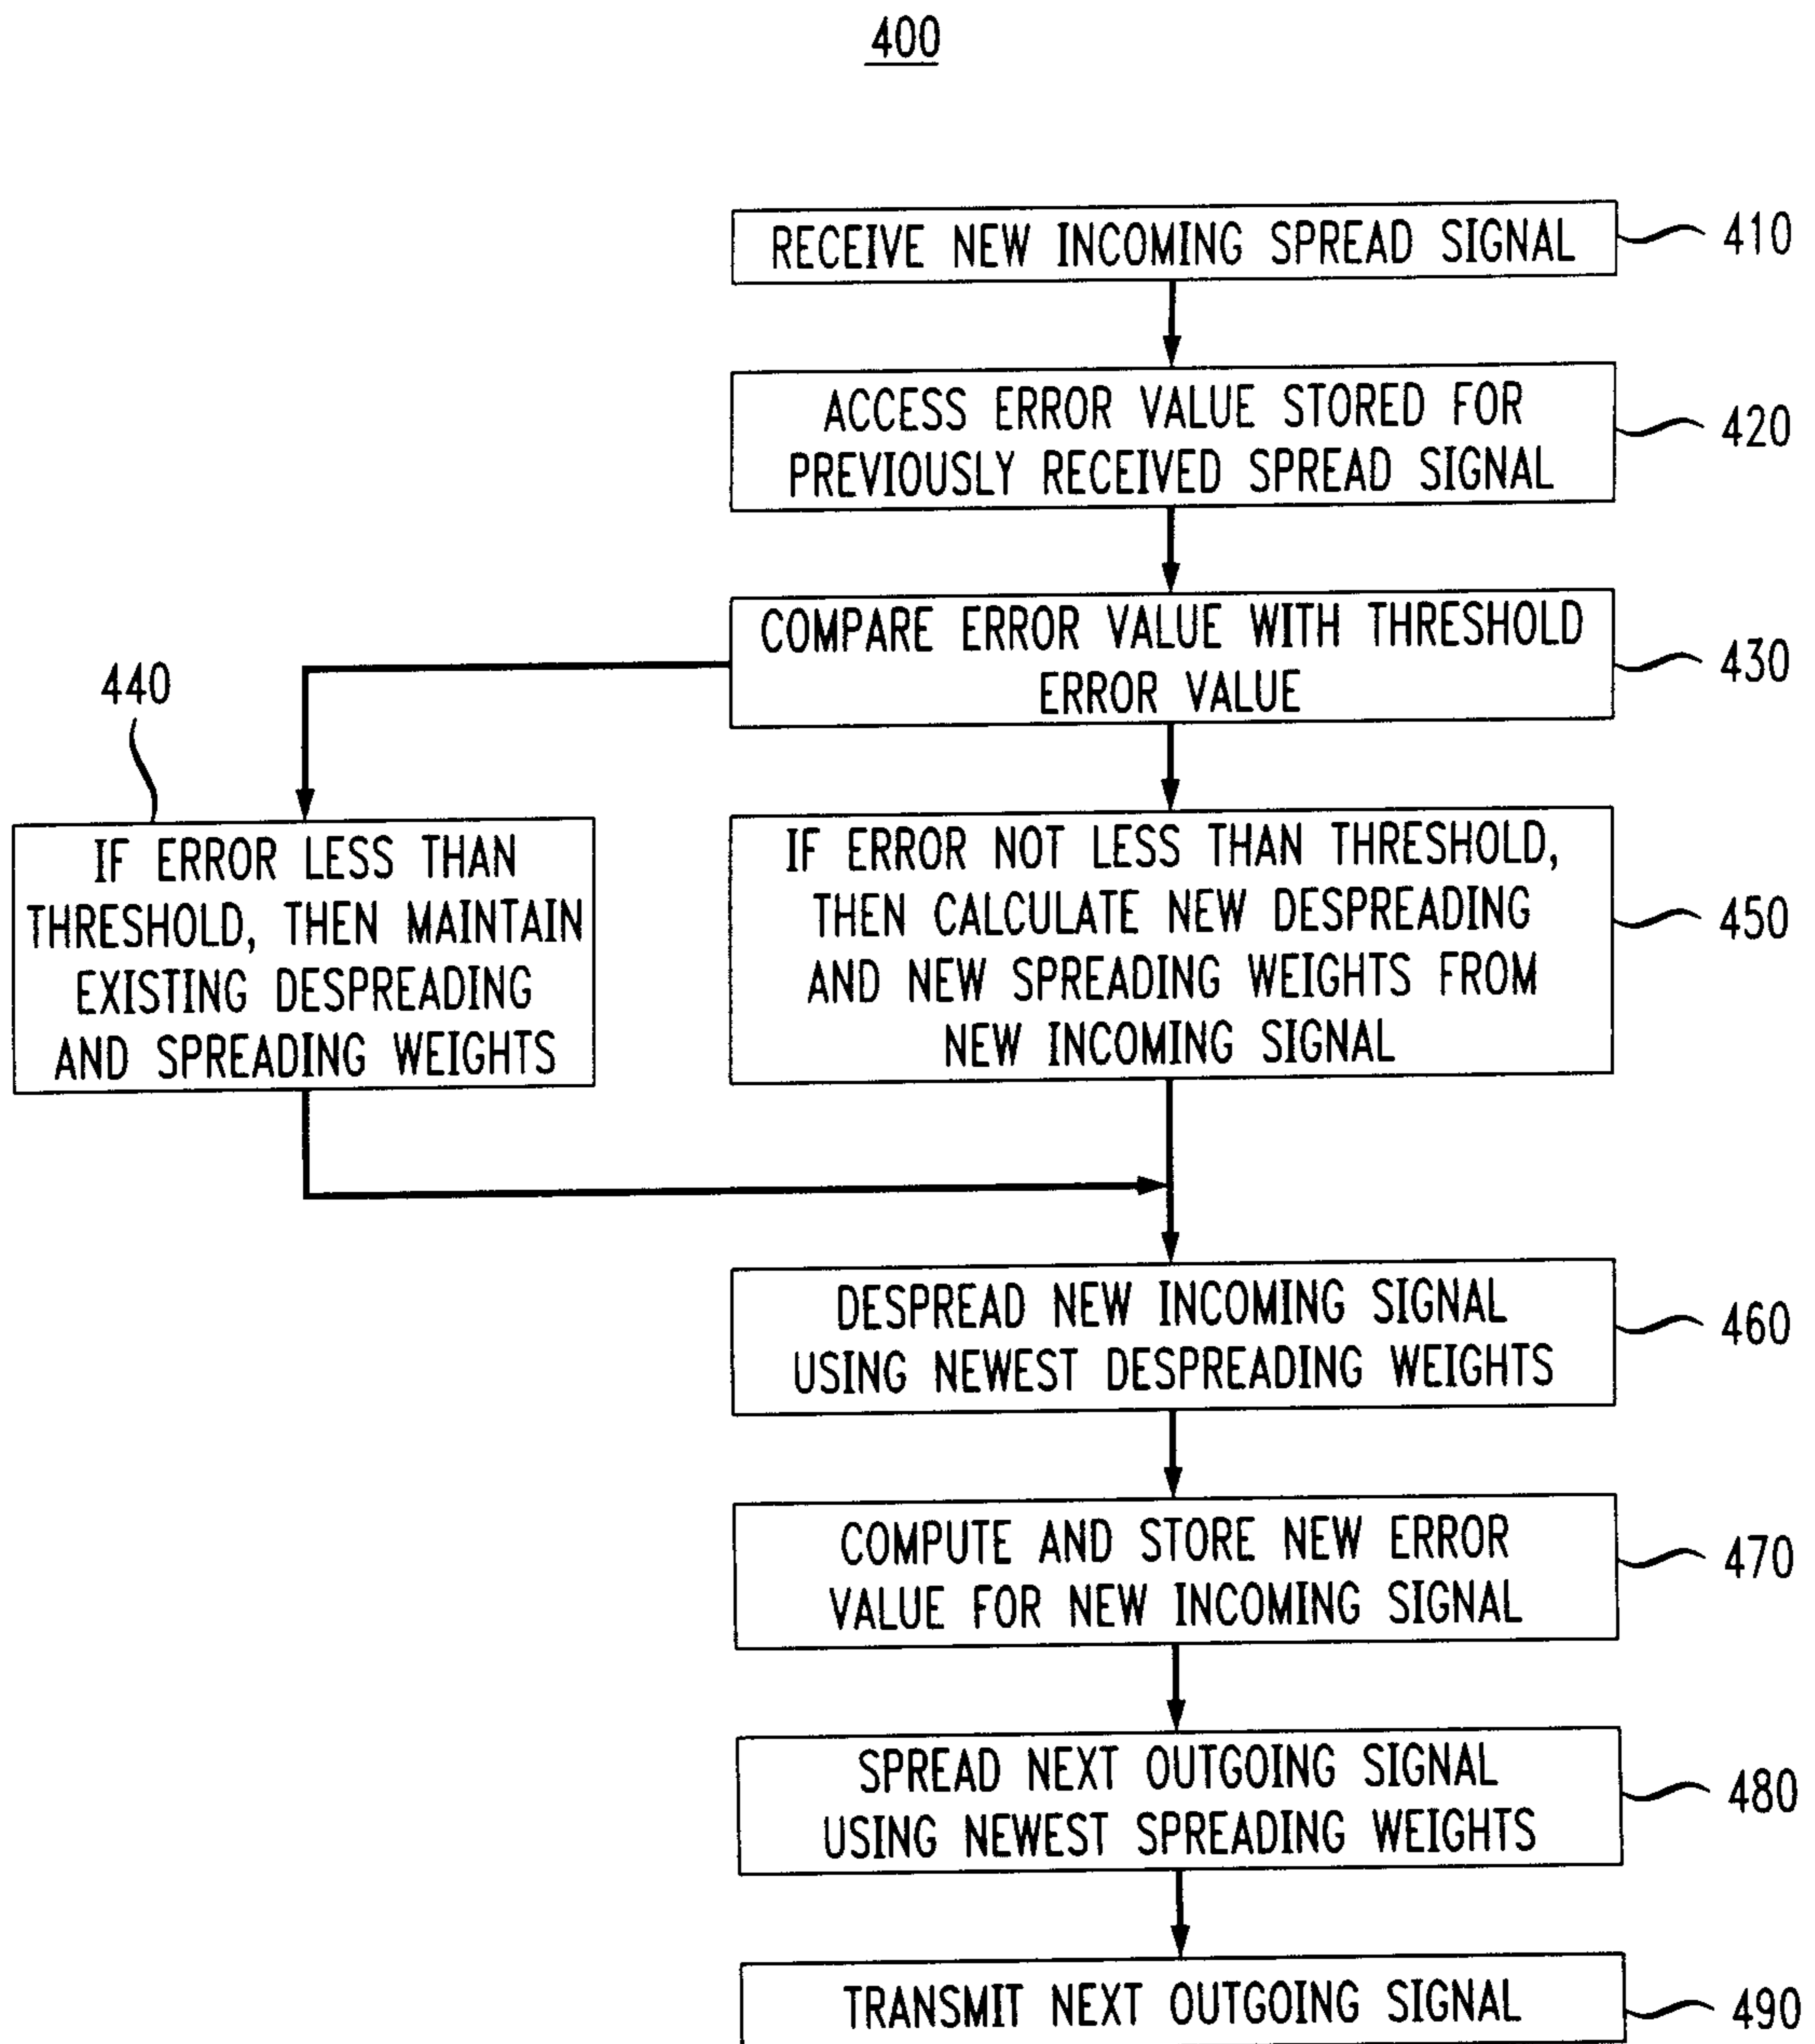 400
RECEIVE NEW INCOMING SPREAD SIGNAL
410
ACCESS ERROR VALUE STORED FOR
PREVIOUSLY RECEIVED SPREAD SIGNAL
420
COMPARE ERROR VALUE WITH THRESHOLD
ERROR VALUE
430
440
IF ERROR LESS THAN
THRESHOLD, THEN MAINTAIN
EXISTING DESPREADING
AND SPREADING WEIGHTS
IF ERROR NOT LESS THAN THRESHOLD,
THEN CALCULATE NEW DESPREADING
AND NEW SPREADING WEIGHTS FROM
NEW INCOMING SIGNAL
450
DESPREAD NEW INCOMING SIGNAL
USING NEWEST DESPREADING WEIGHTS
460
COMPUTE AND STORE NEW ERROR
VALUE FOR NEW INCOMING SIGNAL
470
SPREAD NEXT OUTGOING SIGNAL
USING NEWEST SPREADING WEIGHTS
480
TRANSMIT NEXT OUTGOING SIGNAL
490